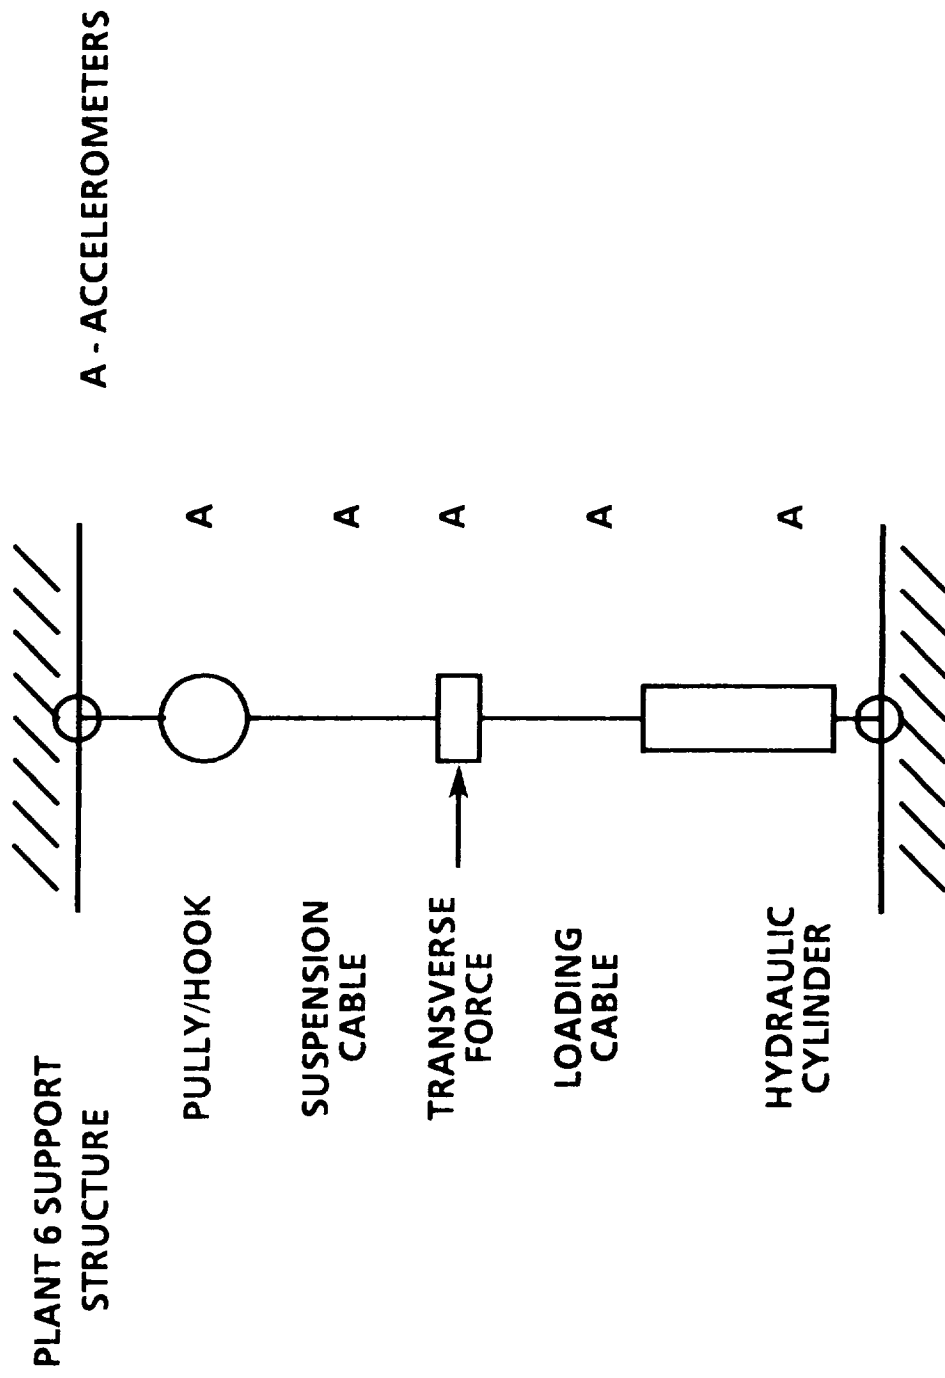 PLANT 6 SUPPORT
STRUCTURE
A - ACCELEROMETERS
PULLY/HOOK
A
SUSPENSION
CABLE
A
TRANSVERSE
FORCE
A
LOADING
CABLE
A
HYDRAULIC
CYLINDER
A